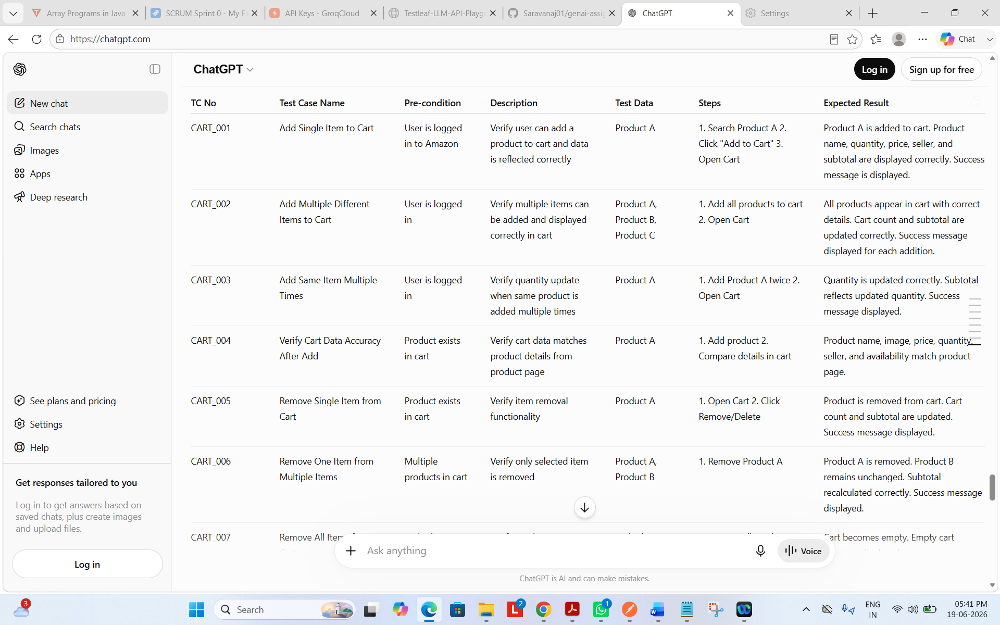 Array Programs in Java
SCRUM Sprint 0 - My Fi
API Keys - GroqCloud
Testleaf-LLM-API-Playgr
Saravanaj01/genai-assig
ChatGPT
Settings
https://chatgpt.com
Chat
New chat
Search chats
Images
Apps
Deep research
See plans and pricing
Settings
Help
Get responses tailored to you
Log in to get answers based on
saved chats, plus create images
and upload files.
Log in
ChatGPT
Log in
Sign up for free
TC No
Test Case Name
Pre-condition
Description
Test Data
Steps
Expected Result
CART_001
Add Single Item to Cart
User is logged
in to Amazon
Verify user can add a
product to cart and data
is reflected correctly
Product A
1. Search Product A 2.
Click "Add to Cart" 3.
Open Cart
Product A is added to cart. Product
name, quantity, price, seller, and
subtotal are displayed correctly. Success
message is displayed.
CART_002
Add Multiple Different
Items to Cart
User is logged
in
Verify multiple items can
be added and displayed
correctly in cart
Product A,
Product B,
Product C
1. Add all products to cart
2. Open Cart
All products appear in cart with correct
details. Cart count and subtotal are
updated correctly. Success message
displayed for each addition.
CART_003
Add Same Item Multiple
Times
User is logged
in
Verify quantity update
when same product is
added multiple times
Product A
1. Add Product A twice 2.
Open Cart
Quantity is updated correctly. Subtotal
reflects updated quantity. Success
message displayed.
CART_004
Verify Cart Data Accuracy
After Add
Product exists
in cart
Verify cart data matches
product details from
product page
Product A
1. Add product 2.
Compare details in cart
Product name, image, price, quantity,
seller, and availability match product
page.
CART_005
Remove Single Item from
Cart
Product exists
in cart
Verify item removal
functionality
Product A
1. Open Cart 2. Click
Remove/Delete
Product is removed from cart. Cart
count and subtotal are updated.
Success message displayed.
CART_006
Remove One Item from
Multiple Items
Multiple
products in cart
Verify only selected item
is removed
Product A,
Product B
1. Remove Product A
Product A is removed. Product B
remains unchanged. Subtotal
recalculated correctly. Success message
displayed.
CART_007
Remove All Item
Cart becomes empty. Empty cart
Ask anything
Voice
ChatGPT is AI and can make mistakes.
3
Search
2
1
ENG
IN
05:41 PM
19-06-2026